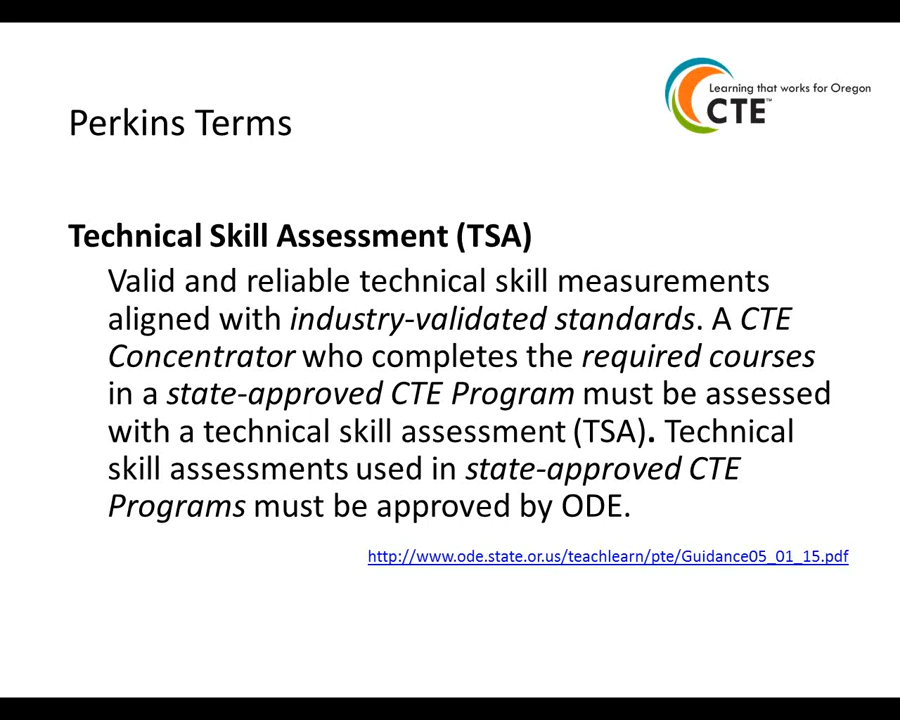 Learning that works for Oregon
CTE™
Perkins Terms
Technical Skill Assessment (TSA)
Valid and reliable technical skill measurements
aligned with industry-validated standards. A CTE
Concentrator who completes the required courses
in a state-approved CTE Program must be assessed
with a technical skill assessment (TSA). Technical
skill assessments used in state-approved CTE
Programs must be approved by ODE.
http://www.ode.state.or.us/teachlearn/pte/Guidance05_01_15.pdf